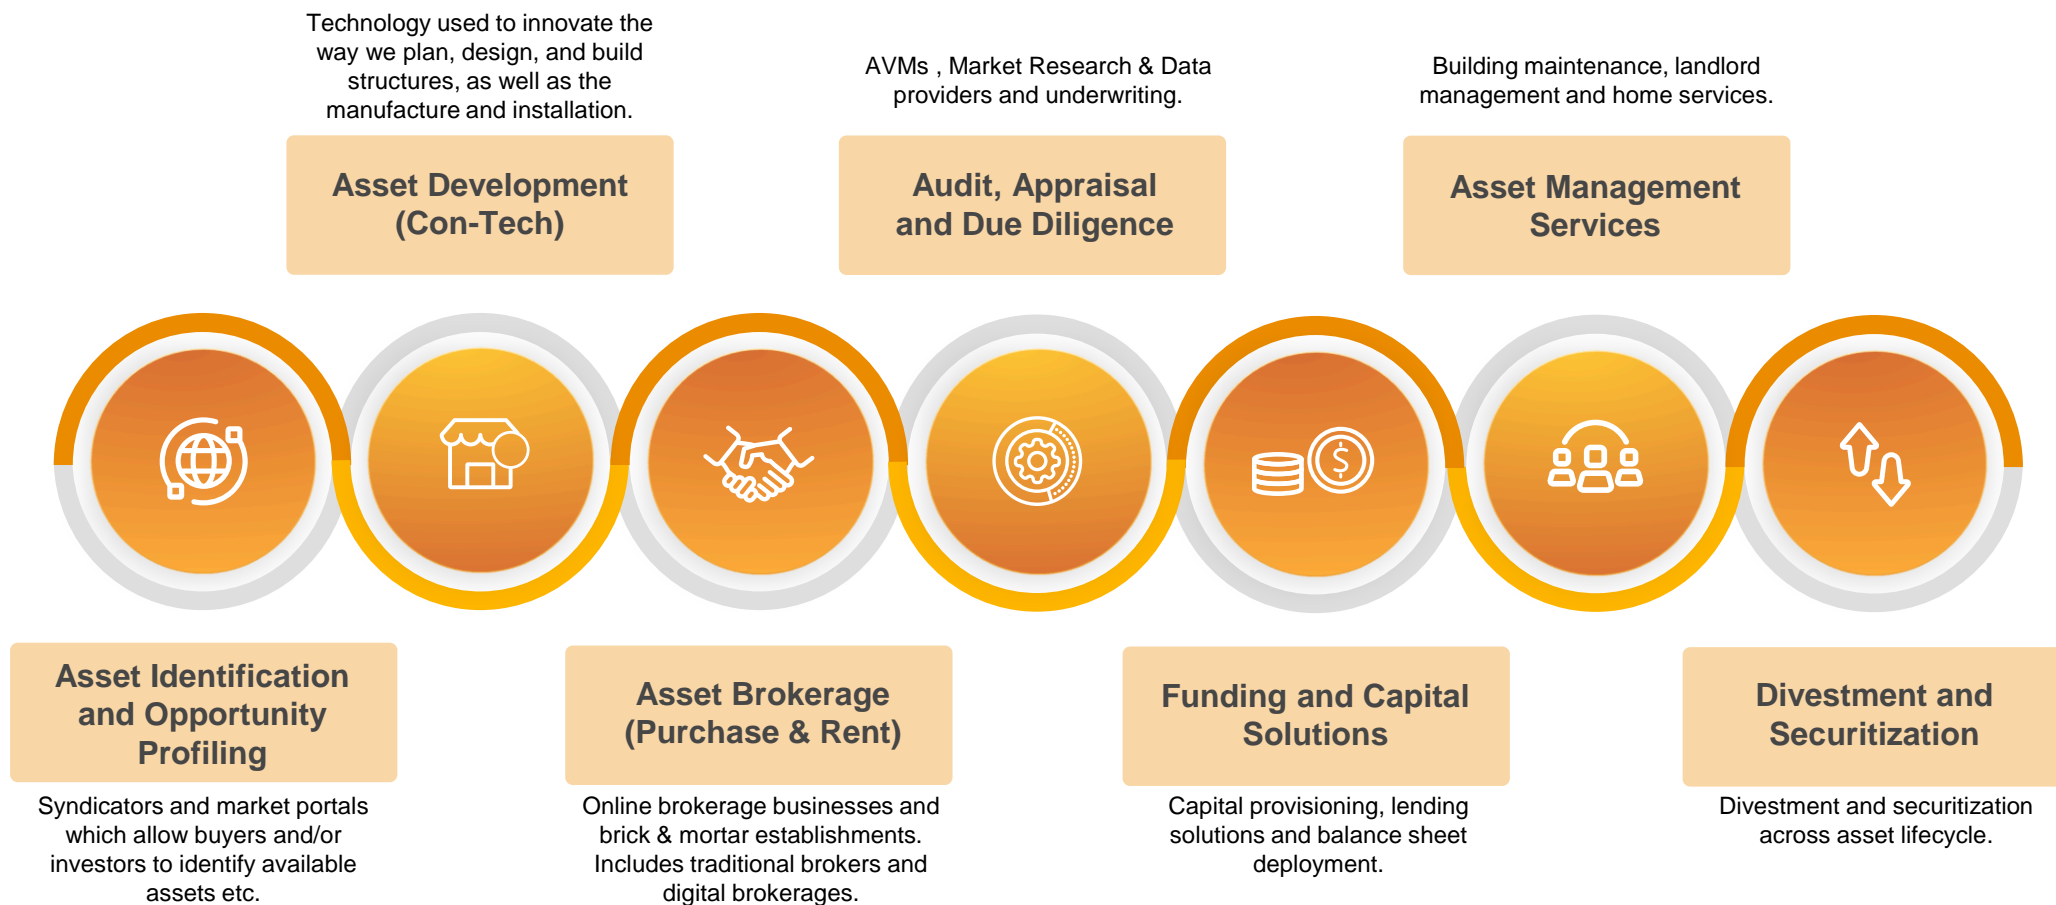 Technology used to innovate the
way we plan, design, and build
structures, as well as the
manufacture and installation.
Asset Development
(Con-Tech)
AVMs , Market Research & Data
providers and underwriting.
Audit, Appraisal
and Due Diligence
Building maintenance, landlord
management and home services.
Asset Management
Services
$
Asset Identification
and Opportunity
Profiling
Syndicators and market portals
which allow buyers and/or
investors to identify available
assets etc.
Asset Brokerage
(Purchase & Rent)
Online brokerage businesses and
brick & mortar establishments.
Includes traditional brokers and
digital brokerages.
Funding and Capital
Solutions
Capital provisioning, lending
solutions and balance sheet
deployment.
Divestment and
Securitization
Divestment and securitization
across asset lifecycle.